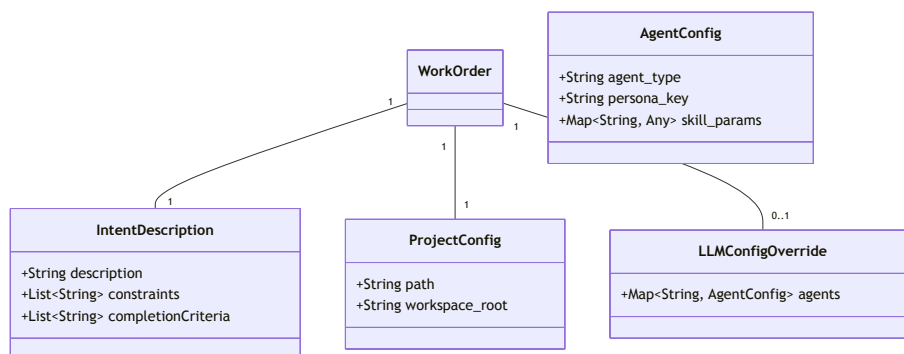 AgentConfig
+String agent_type
+String persona_key
+Map<String, Any> skill_params
WorkOrder
1
1
1
1
1
0..1
IntentDescription
+String description
+List<String> constraints
+List<String> completionCriteria
ProjectConfig
+String path
+String workspace_root
LLMConfigOverride
+Map<String, AgentConfig> agents